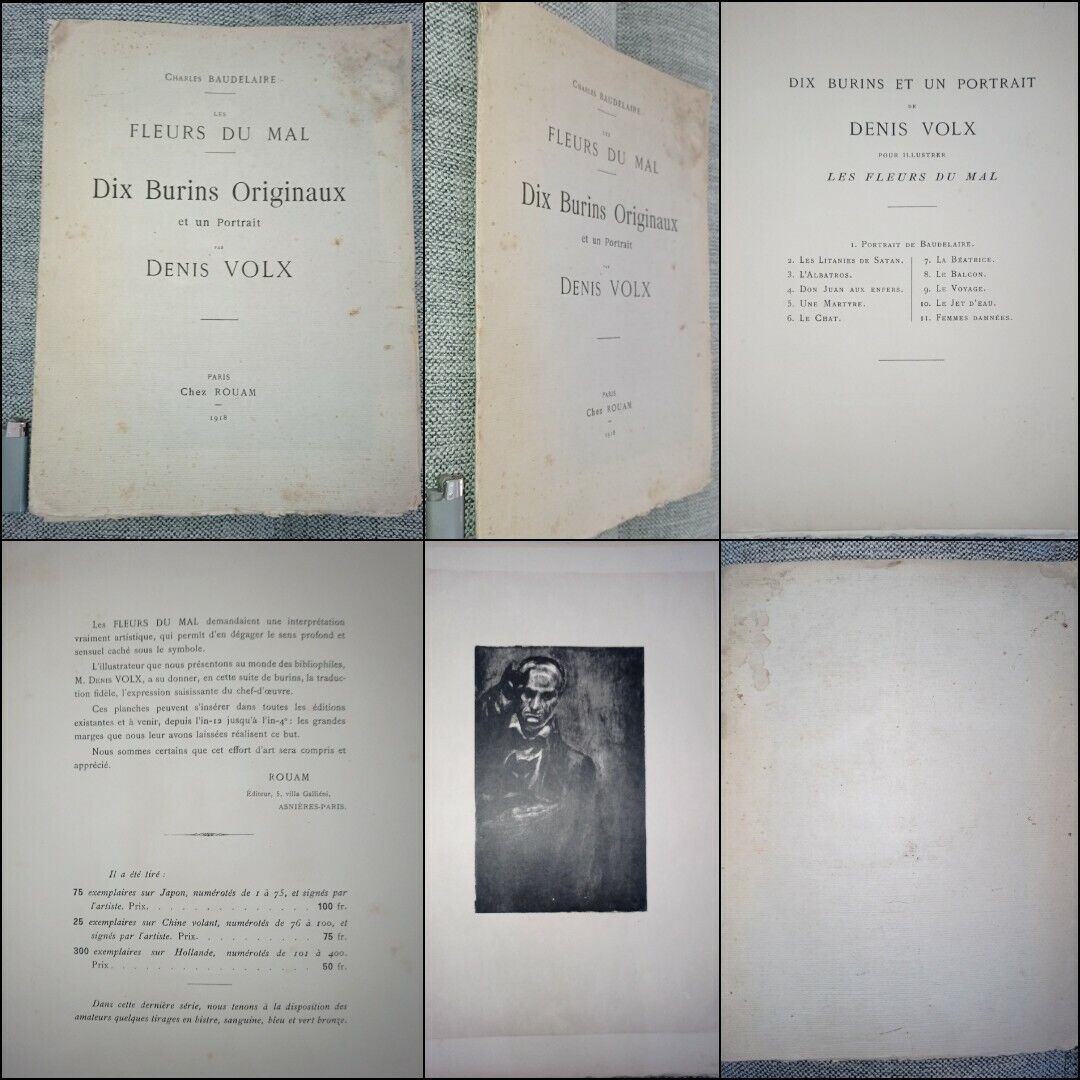 Charles BAUDELAIRE
LES
FLEURS DU MAL
Dix Burins Originaux
et un Portrait
PAR
DENIS VOLX
PARIS
Chez ROUAM
1918
Charles BAUDELAIRE
LES
FLEURS DU MAL
Dix Burins Originaux
et un Portrait
PAR
DENIS VOLX
PARIS
Chez ROUAM
1918
DIX BURINS ET UN PORTRAIT
DE
DENIS VOLX
POUR ILLUSTRER
LES FLEURS DU MAL
1. Portrait de Baudelaire.
2. Les Litanies de Satan.
3. L'Albatros.
4. Don Juan aux enfers.
5. Une Martyre.
6. Le Chat.
7. La Béatrice.
8. Le Balcon.
9. Le Voyage.
10. Le Jet d'eau.
11. Femmes damnées.
Les FLEURS DU MAL demandaient une interprétation
vraiment artistique, qui permît d'en dégager le sens profond et
sensuel caché sous le symbole.
L'illustrateur que nous présentons au monde des bibliophiles,
M. Denis VOLX, a su donner, en cette suite de burins, la traduc-
tion fidèle, l'expression saisissante du chef-d'œuvre.
Ces planches peuvent s'insérer dans toutes les éditions
existantes et à venir, depuis l'in-12 jusqu'à l'in-4° : les grandes
marges que nous leur avons laissées réalisent ce but.
Nous sommes certains que cet effort d'art sera compris et
apprécié.
ROUAM
Éditeur, 5, villa Galliéni,
ASNIÈRES-PARIS.
Il a été tiré :
75 exemplaires sur Japon, numérotés de 1 à 75, et signés par
l'artiste. Prix. . . . . . . . . . . . . . 100 fr.
25 exemplaires sur Chine volant, numérotés de 76 à 100, et
signés par l'artiste. Prix. . . . . . . . . 75 fr.
300 exemplaires sur Hollande, numérotés de 101 à 400.
Prix . . . . . . . . . . . . . . . . . 50 fr.
Dans cette dernière série, nous tenons à la disposition des
amateurs quelques tirages en bistre, sanguine, bleu et vert bronze.